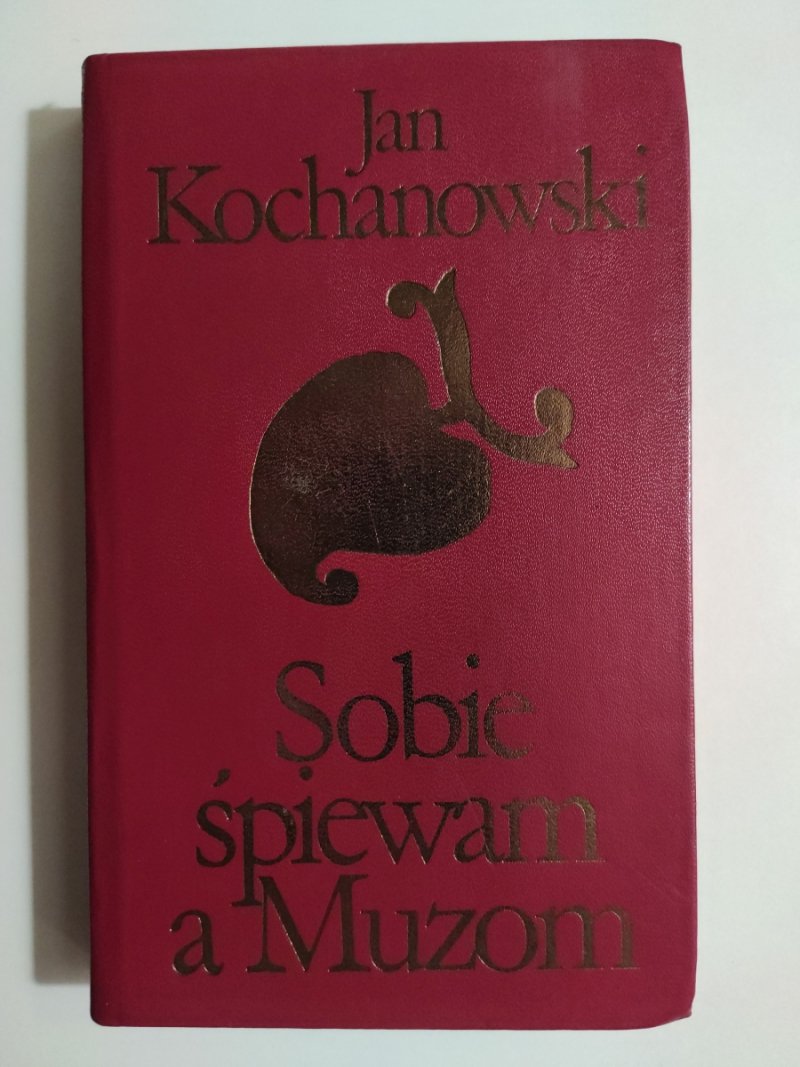 Jan
Kochanowski
Sobie
śpiewam
a Muzom